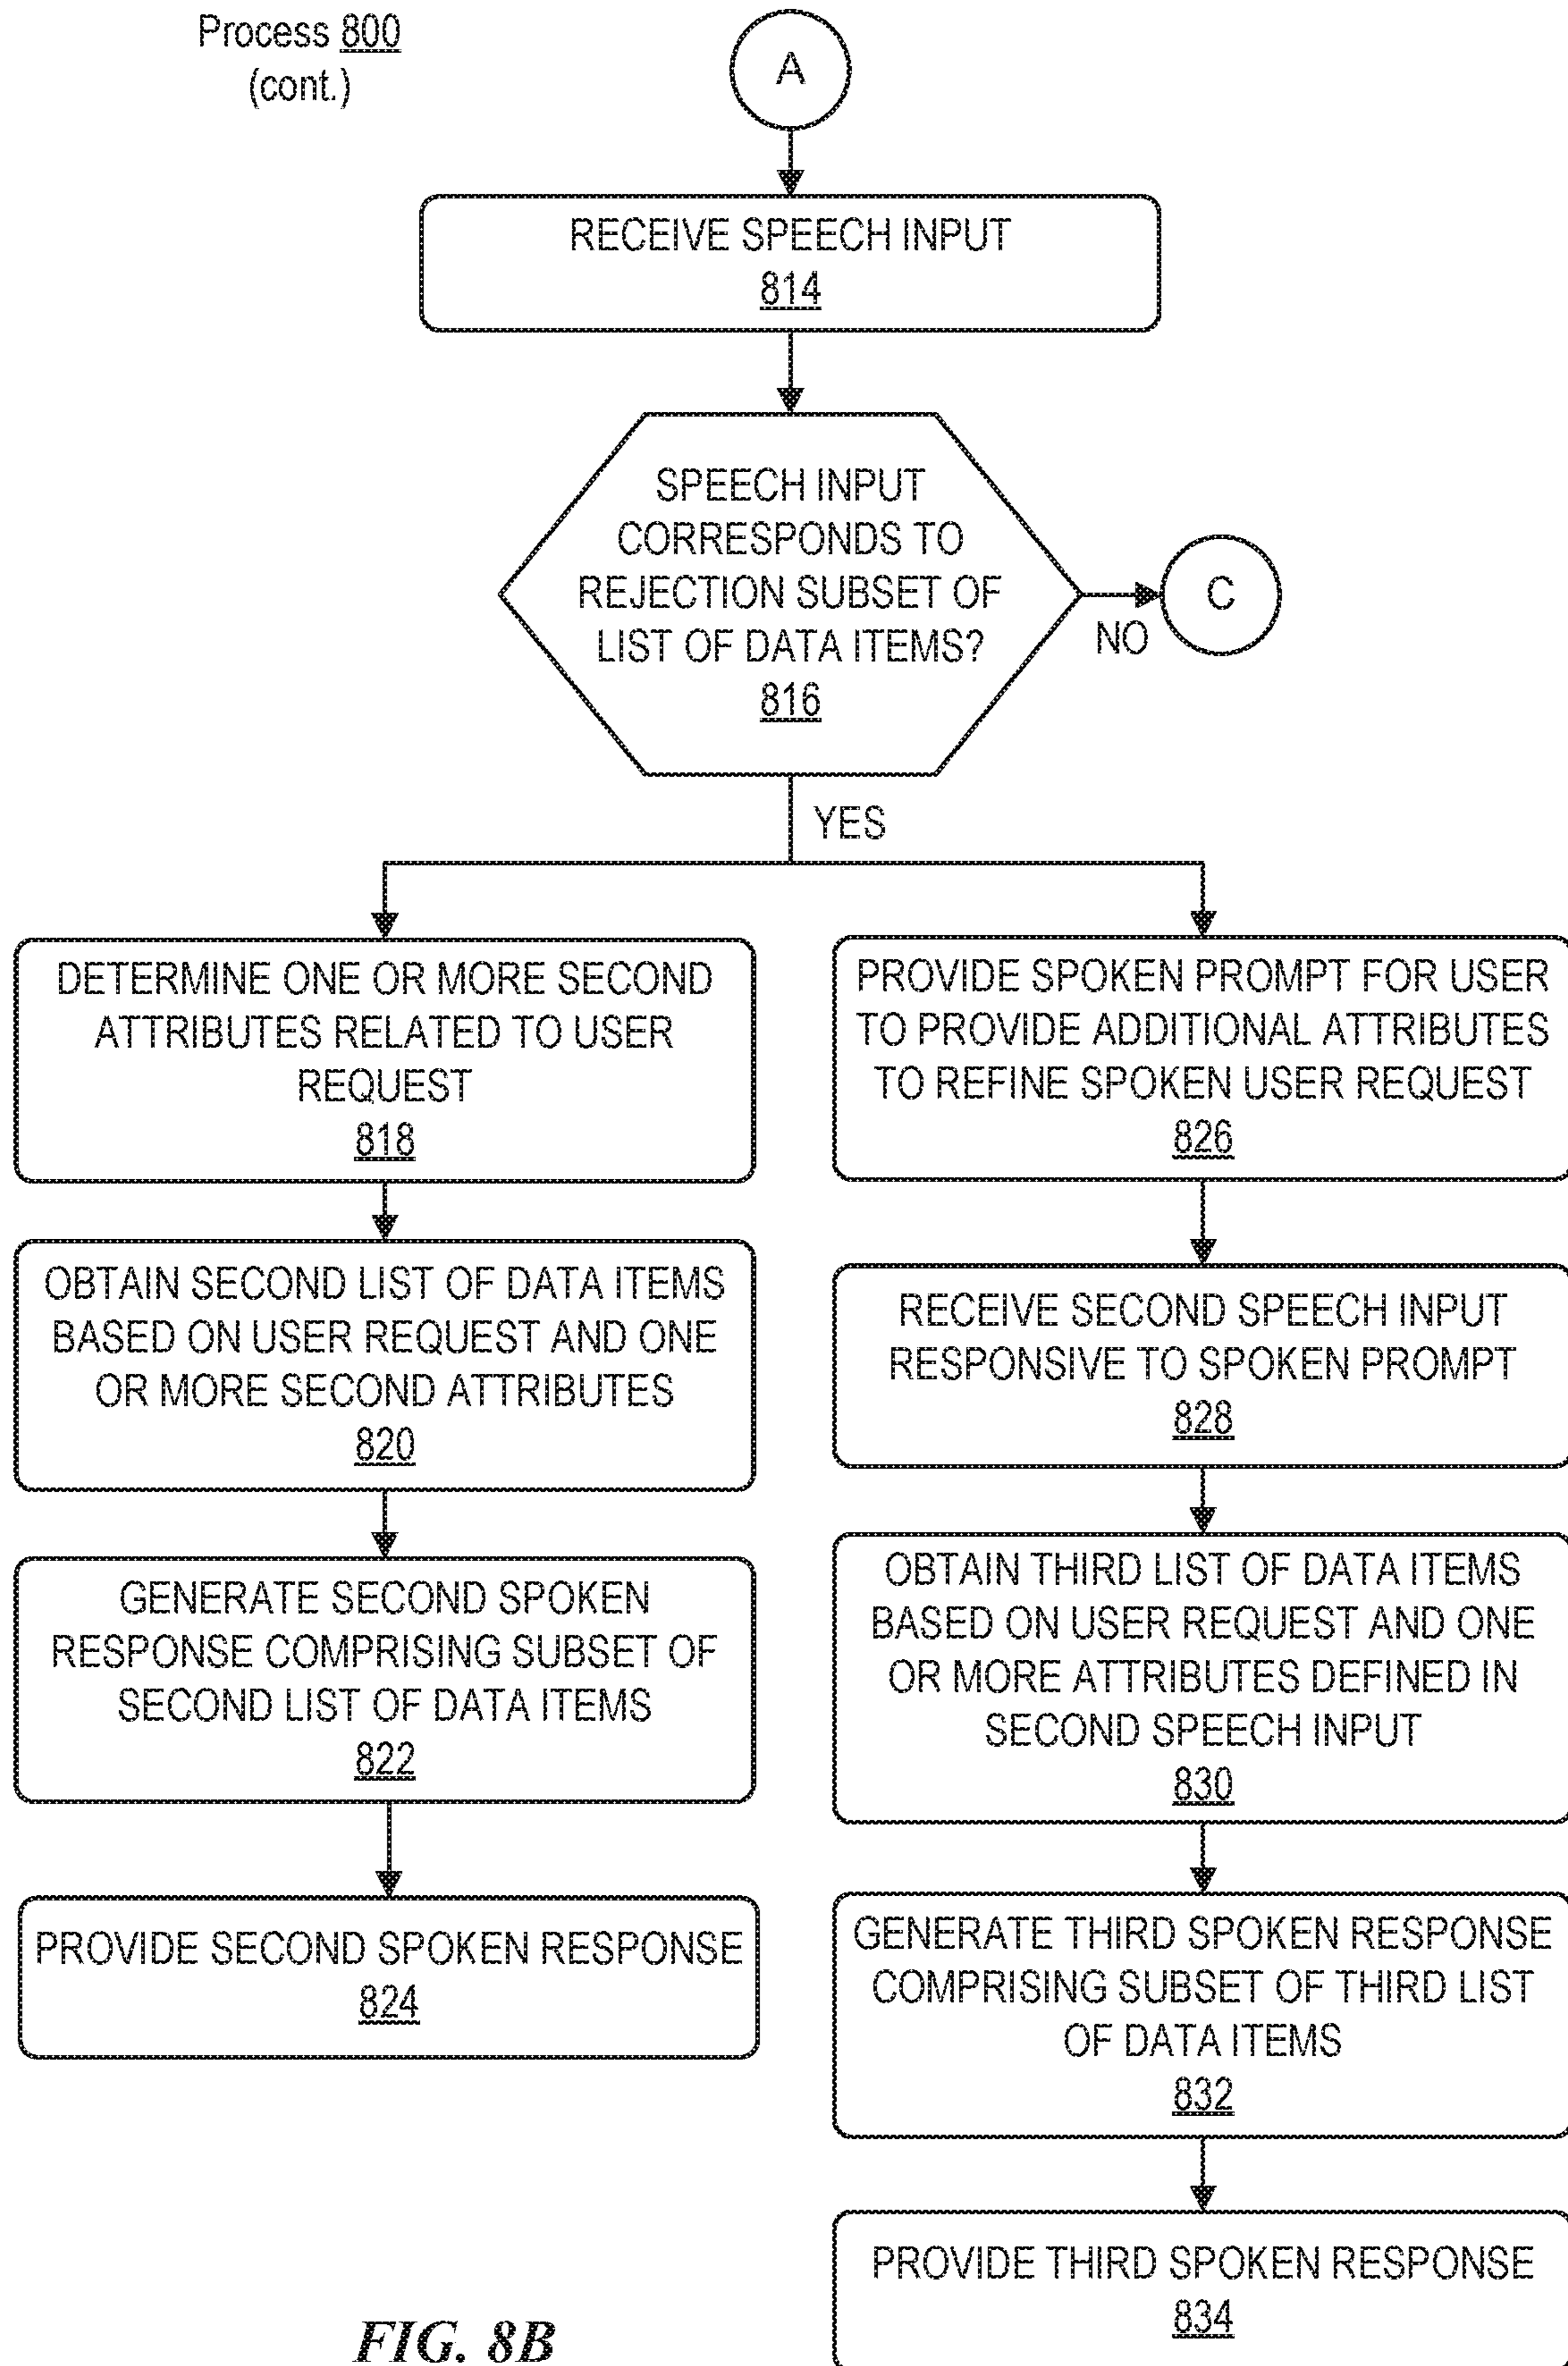 Process 800
(cont.)
A
RECEIVE SPEECH INPUT
814
SPEECH INPUT
CORRESPONDS TO
REJECTION SUBSET OF
LIST OF DATA ITEMS?
816
NO
C
YES
DETERMINE ONE OR MORE SECOND
ATTRIBUTES RELATED TO USER
REQUEST
818
OBTAIN SECOND LIST OF DATA ITEMS
BASED ON USER REQUEST AND ONE
OR MORE SECOND ATTRIBUTES
820
GENERATE SECOND SPOKEN
RESPONSE COMPRISING SUBSET OF
SECOND LIST OF DATA ITEMS
822
PROVIDE SECOND SPOKEN RESPONSE
824
PROVIDE SPOKEN PROMPT FOR USER
TO PROVIDE ADDITIONAL ATTRIBUTES
TO REFINE SPOKEN USER REQUEST
826
RECEIVE SECOND SPEECH INPUT
RESPONSIVE TO SPOKEN PROMPT
828
OBTAIN THIRD LIST OF DATA ITEMS
BASED ON USER REQUEST AND ONE
OR MORE ATTRIBUTES DEFINED IN
SECOND SPEECH INPUT
830
GENERATE THIRD SPOKEN RESPONSE
COMPRISING SUBSET OF THIRD LIST
OF DATA ITEMS
832
PROVIDE THIRD SPOKEN RESPONSE
834
FIG. 8B